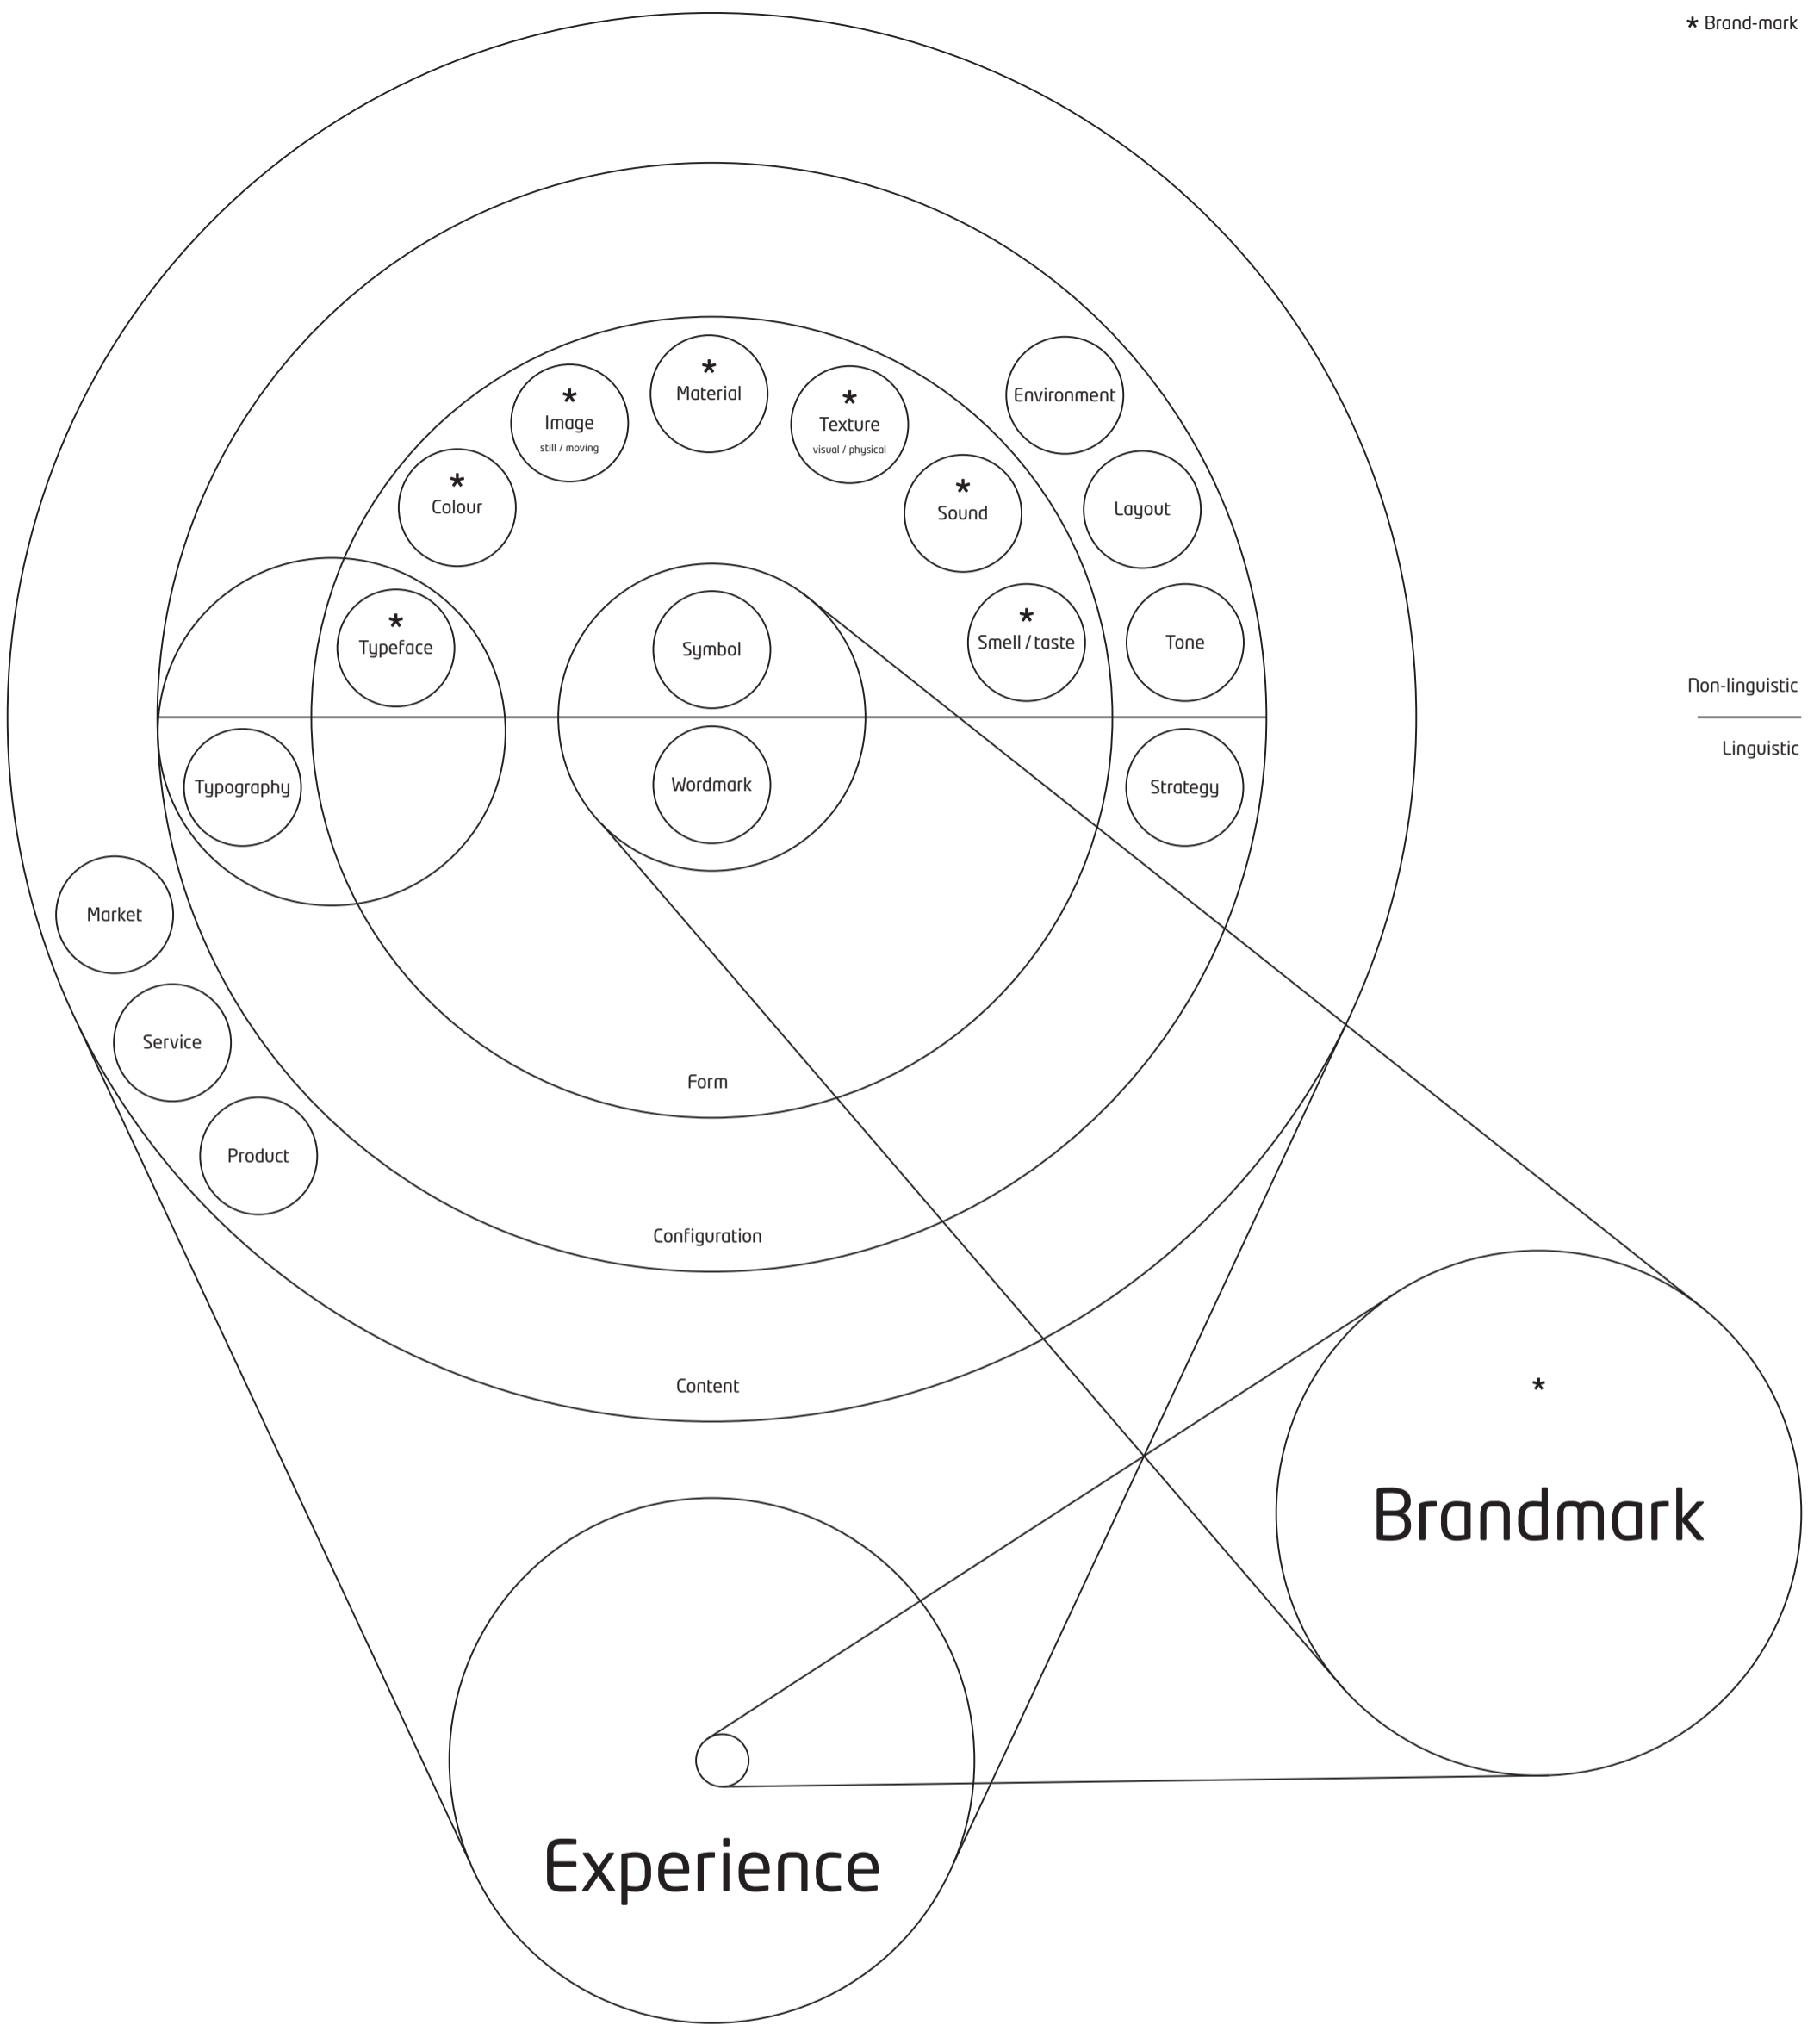 * Brand-mark
*
Material
*
Image
still / moving
*
Texture
visual / physical
Environment
*
Colour
*
Sound
Layout
*
Typeface
Symbol
*
Smell / taste
Tone
Non-linguistic
Linguistic
Typography
Wordmark
Strategy
Market
Service
Form
Product
Configuration
Content
*
Brandmark
Experience